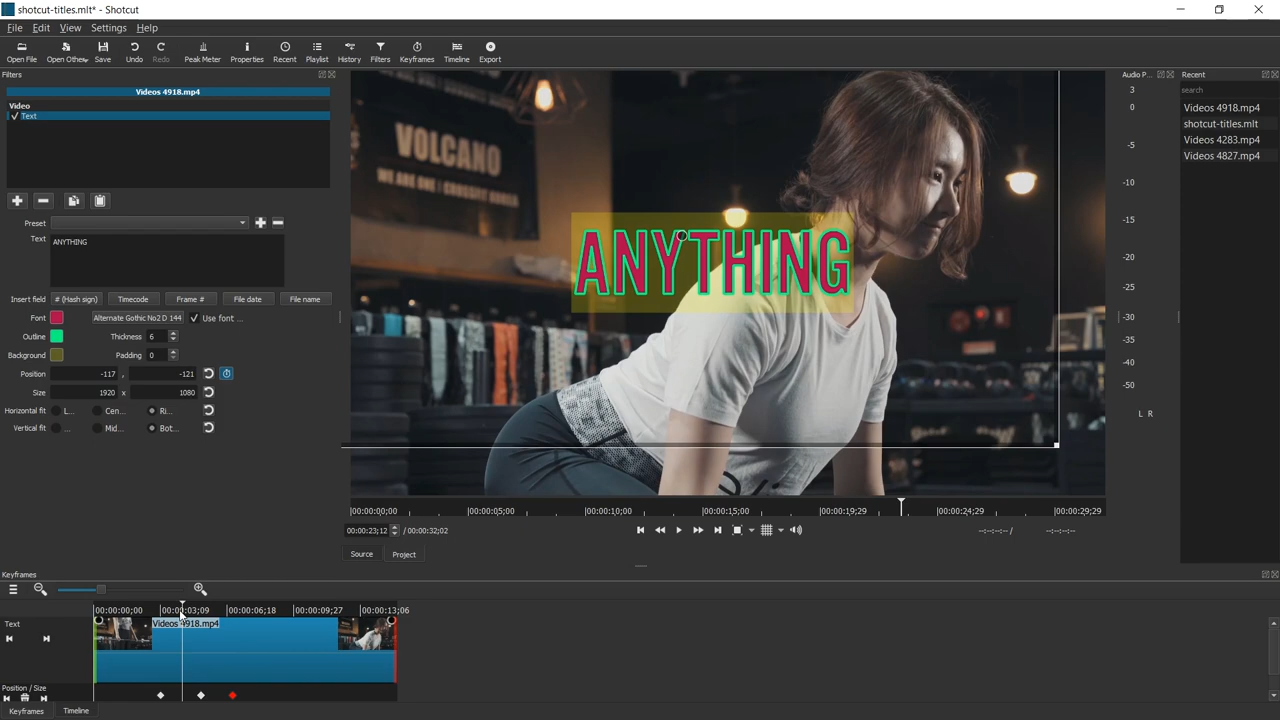 shotcut-titles.mlt* - Shotcut
File Edit View Settings Help
Open File Open Other Save Undo Redo Peak Meter Properties Recent Playlist History Filters Keyframes Timeline Export
Filters
Audio P... Recent
Videos 4918.mp4
Video
Text
Preset
Text ANYTHING
Insert field # (Hash sign) Timecode Frame # File date File name
Font Alternate Gothic No2 D 144 Use font ...
Outline Thickness 6
Background Padding 0
Position -117 , -121
Size 1920 x 1080
Horizontal fit L... Cen... Ri...
Vertical fit ... Mid... Bot...
VOLCANO
ANYTHING
00:00:00;00 00:00:05;00 00:00:10;00 00:00:15;00 00:00:19;29 00:00:24;29 00:00:29;29
00:00:23;12 / 00:00:32;02 --:--:--:-- / --:--:--:--
Source Project
3
0
-5
-10
-15
-20
-25
-30
-35
-40
-50
L R
search
Videos 4918.mp4
shotcut-titles.mlt
Videos 4283.mp4
Videos 4827.mp4
Keyframes
00:00:00;00 00:00:03;09 00:00:06;18 00:00:09;27 00:00:13;06
Text
Videos 4918.mp4
Position / Size
Keyframes Timeline